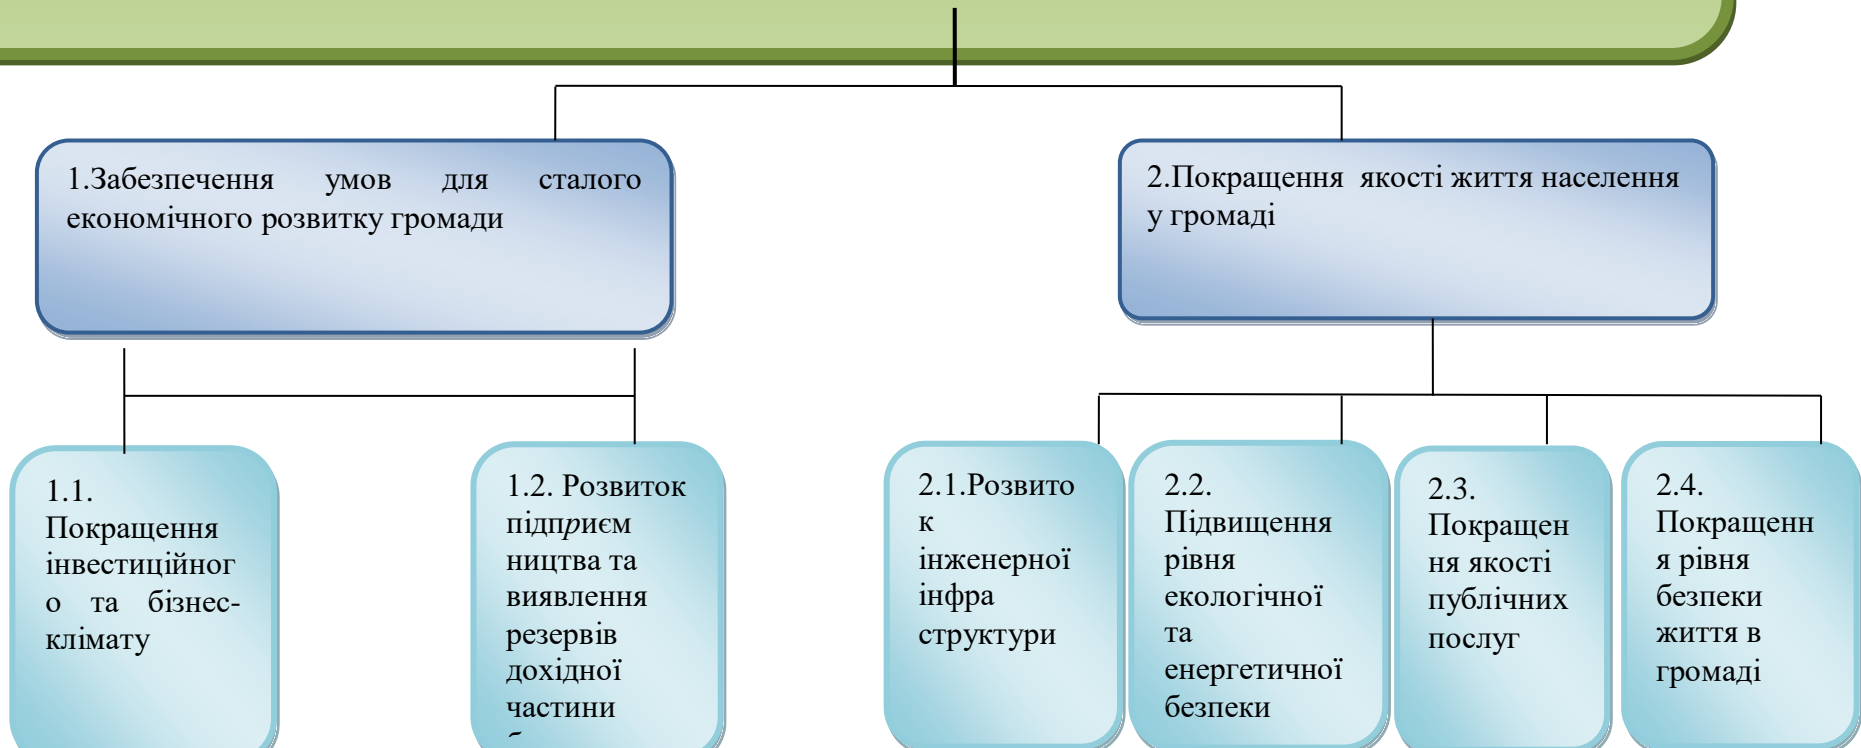 1.Забезпечення умов для сталого
економічного розвитку громади
2.Покращення якості життя населення
у громаді
1.1.
Покращення
інвестиційног
о та бізнес-
клімату
1.2. Розвиток
підприєм
ництва та
виявлення
резервів
дохідної
частини
2.1.Розвито
к
інженерної
інфра
структури
2.2.
Підвищення
рівня
екологічної
та
енергетичної
безпеки
2.3.
Покращен
ня якості
публічних
послуг
2.4.
Покращенн
я рівня
безпеки
життя в
громаді